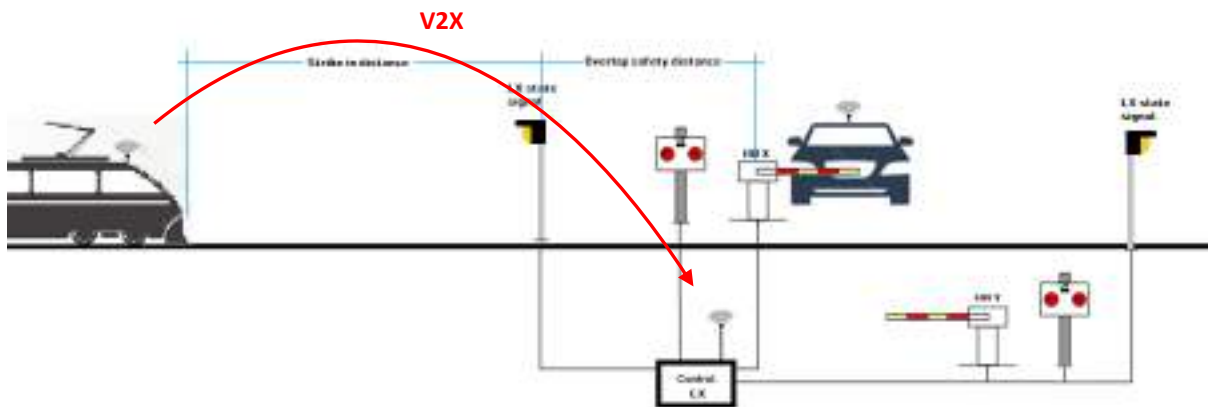 V2X
Strike in distance
Overlap safety distance
LX state
signal
LX state
signal
HB X
HB Y
Control
LX